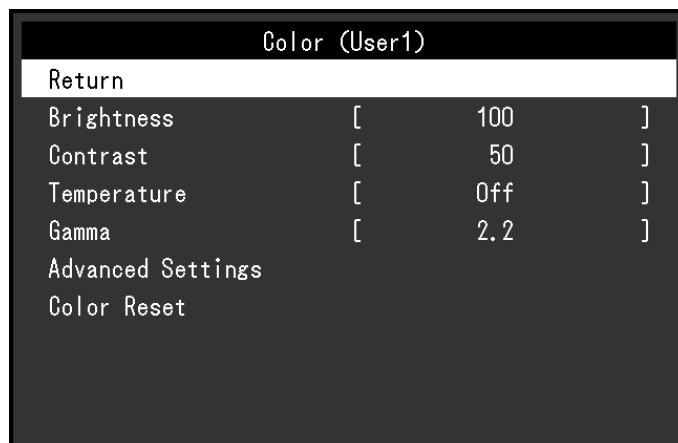 Color (User1)
Return
Brightness [ 100 ]
Contrast [ 50 ]
Temperature [ Off ]
Gamma [ 2.2 ]
Advanced Settings
Color Reset